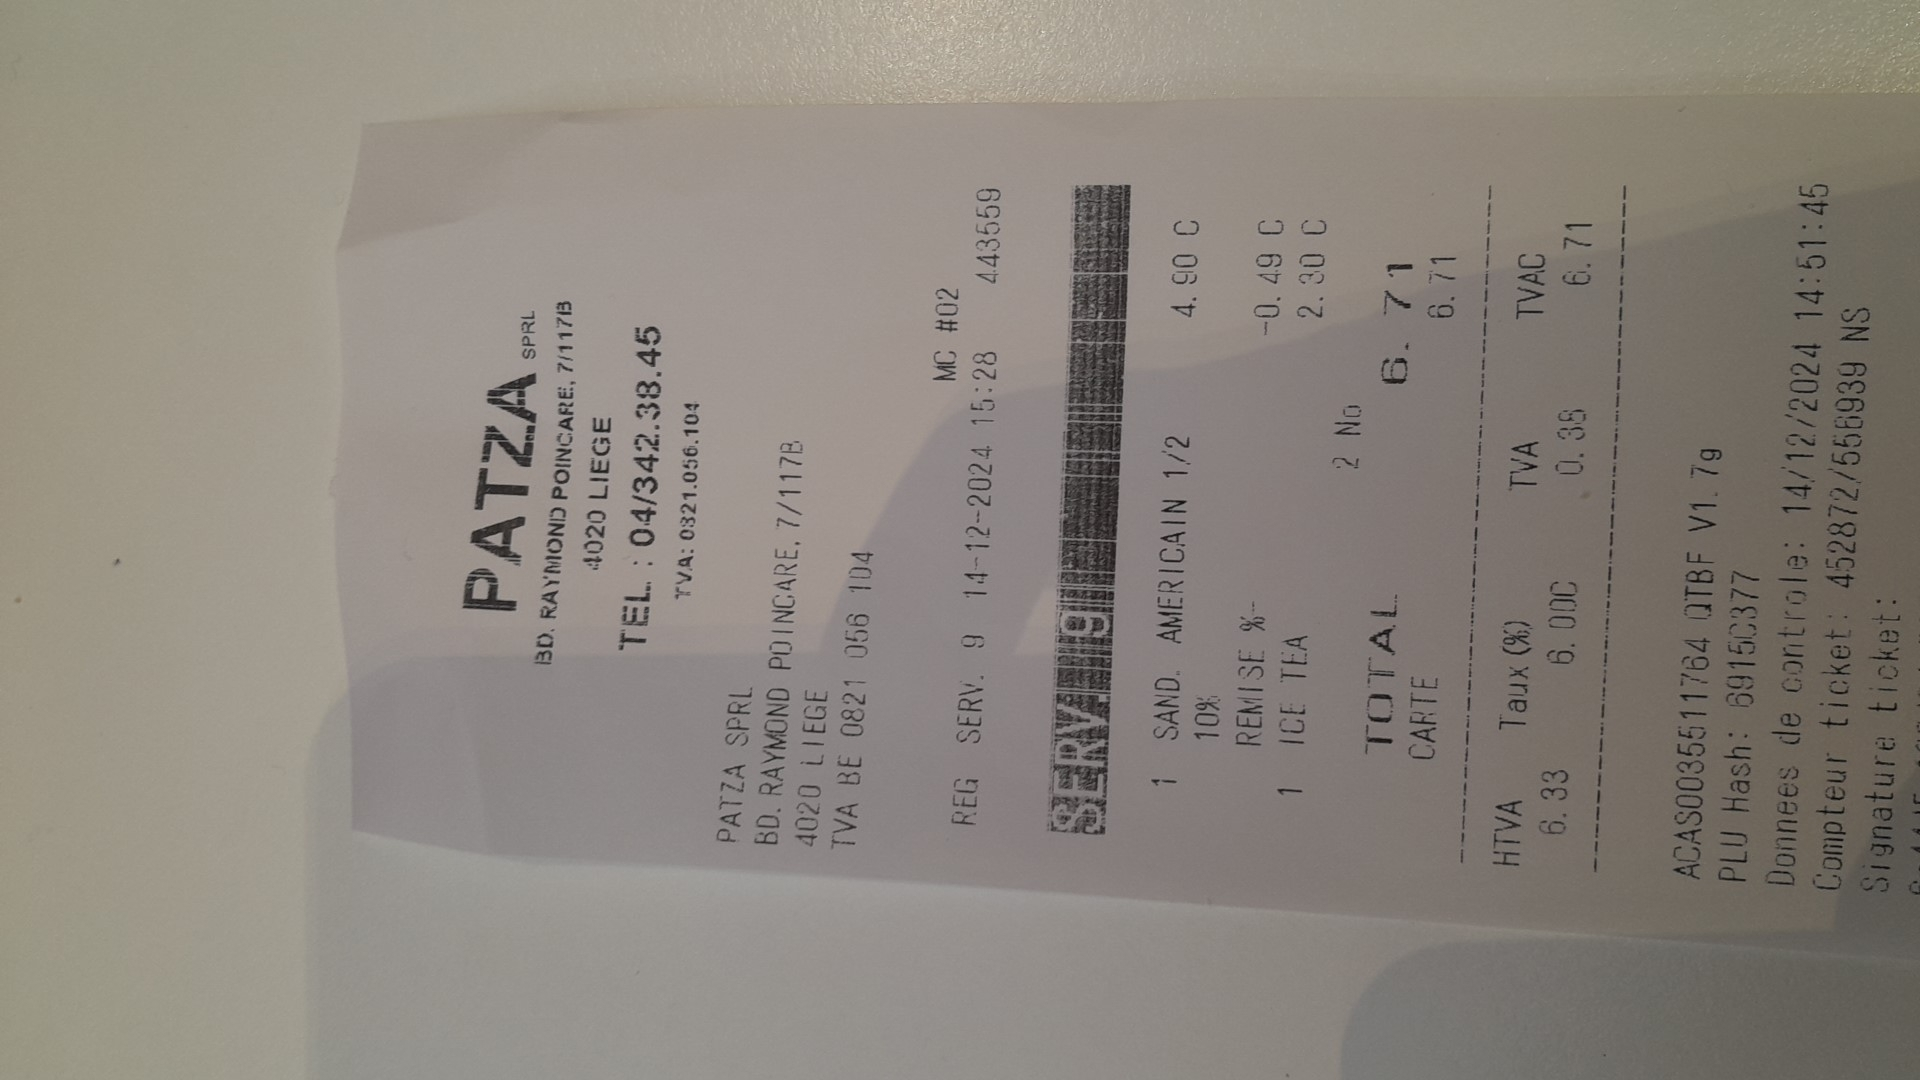 PATZA SPRL
BD. RAYMOND POINCARE, 7/117B
4020 LIEGE
TEL. : 04/342.38.45
TVA: 0821.056.104
PATZA SPRL
BD. RAYMOND POINCARE, 7/117B
4020 LIEGE
TVA BE 0821 056 104
MC #02
REG SERV. 9 14-12-2024 15:28 443559
SERV. 9
1 SAND. AMERICAIN 1/2 4.90 C
10%
REMISE %- -0.49 C
1 ICE TEA 2.30 C
2 No
TOTAL 6.71
CARTE 6.71
HTVA Taux(%) TVA TVAC
6.33 6.00C 0.38 6.71
ACAS0035511764 QTBF V1.7g
PLU Hash:
Donnees de controle: 14/12/2024 14:51:45
Compteur ticket: NS
Signature ticket: